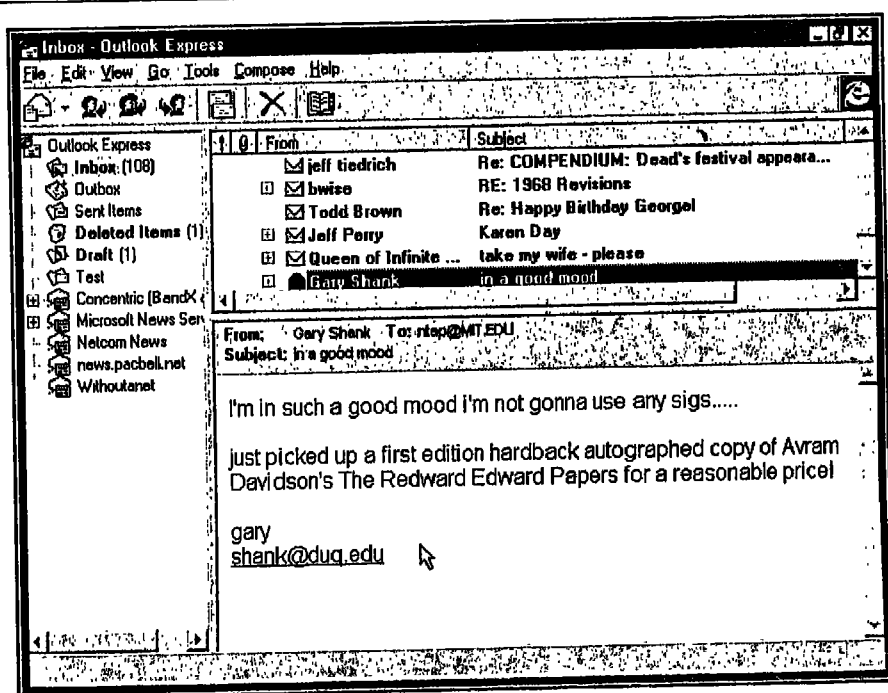 Inbox - Outlook Express
File Edit View Go Tools Compose Help
Outlook Express
Inbox (108)
Outbox
Sent Items
Deleted Items (1)
Draft (1)
Test
Concentric (BandX
Microsoft News Ser
Netcom News
news.pacbell.net
Withoutanet
! From Subject
jeff tiedrich Re: COMPENDIUM: Dead's festival appeara...
bwise RE: 1968 Revisions
Todd Brown Re: Happy Birthday George!
Jeff Perry Karen Day
Queen of Infinite ... take my wife - please
Gary Shank in a good mood
From: Gary Shank To: ntap@MIT.EDU
Subject: in a good mood
I'm in such a good mood i'm not gonna use any sigs.....
just picked up a first edition hardback autographed copy of Avram
Davidson's The Redward Edward Papers for a reasonable price!
gary
shank@duq.edu